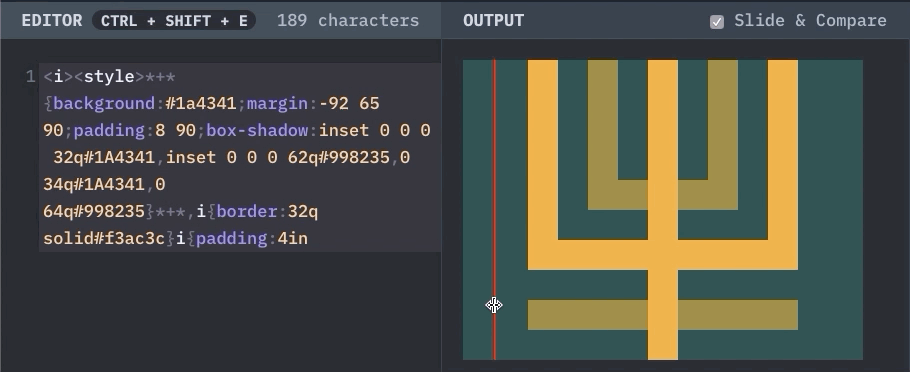 EDITOR CTRL + SHIFT + E 189 characters OUTPUT Slide & Compare
1 <i><style>*+*
{background:#1a4341;margin:-92 65
90;padding:8 90;box-shadow:inset 0 0 0
32q#1A4341,inset 0 0 0 62q#998235,0
34q#1A4341,0
64q#998235}*+*,i{border:32q
solid#f3ac3c}i{padding:4in